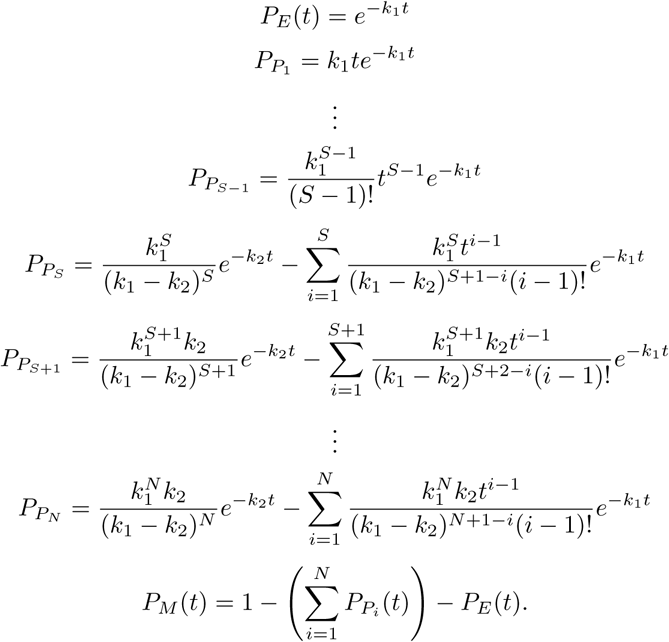 $P_E(t) = e^{-k_1 t}$
$P_{P_1} = k_1 t e^{-k_1 t}$
$\vdots$
$P_{P_{S-1}} = \frac{k_1^{S-1}}{(S-1)!} t^{S-1} e^{-k_1 t}$
$P_{P_S} = \frac{k_1^S}{(k_1 - k_2)^S} e^{-k_2 t} - \sum_{i=1}^{S} \frac{k_1^S t^{i-1}}{(k_1 - k_2)^{S+1-i}(i-1)!} e^{-k_1 t}$
$P_{P_{S+1}} = \frac{k_1^{S+1} k_2}{(k_1 - k_2)^{S+1}} e^{-k_2 t} - \sum_{i=1}^{S+1} \frac{k_1^{S+1} k_2 t^{i-1}}{(k_1 - k_2)^{S+2-i}(i-1)!} e^{-k_1 t}$
$\vdots$
$P_{P_N} = \frac{k_1^N k_2}{(k_1 - k_2)^N} e^{-k_2 t} - \sum_{i=1}^{N} \frac{k_1^N k_2 t^{i-1}}{(k_1 - k_2)^{N+1-i}(i-1)!} e^{-k_1 t}$
$P_M(t) = 1 - \left( \sum_{i=1}^{N} P_{P_i}(t) \right) - P_E(t).$